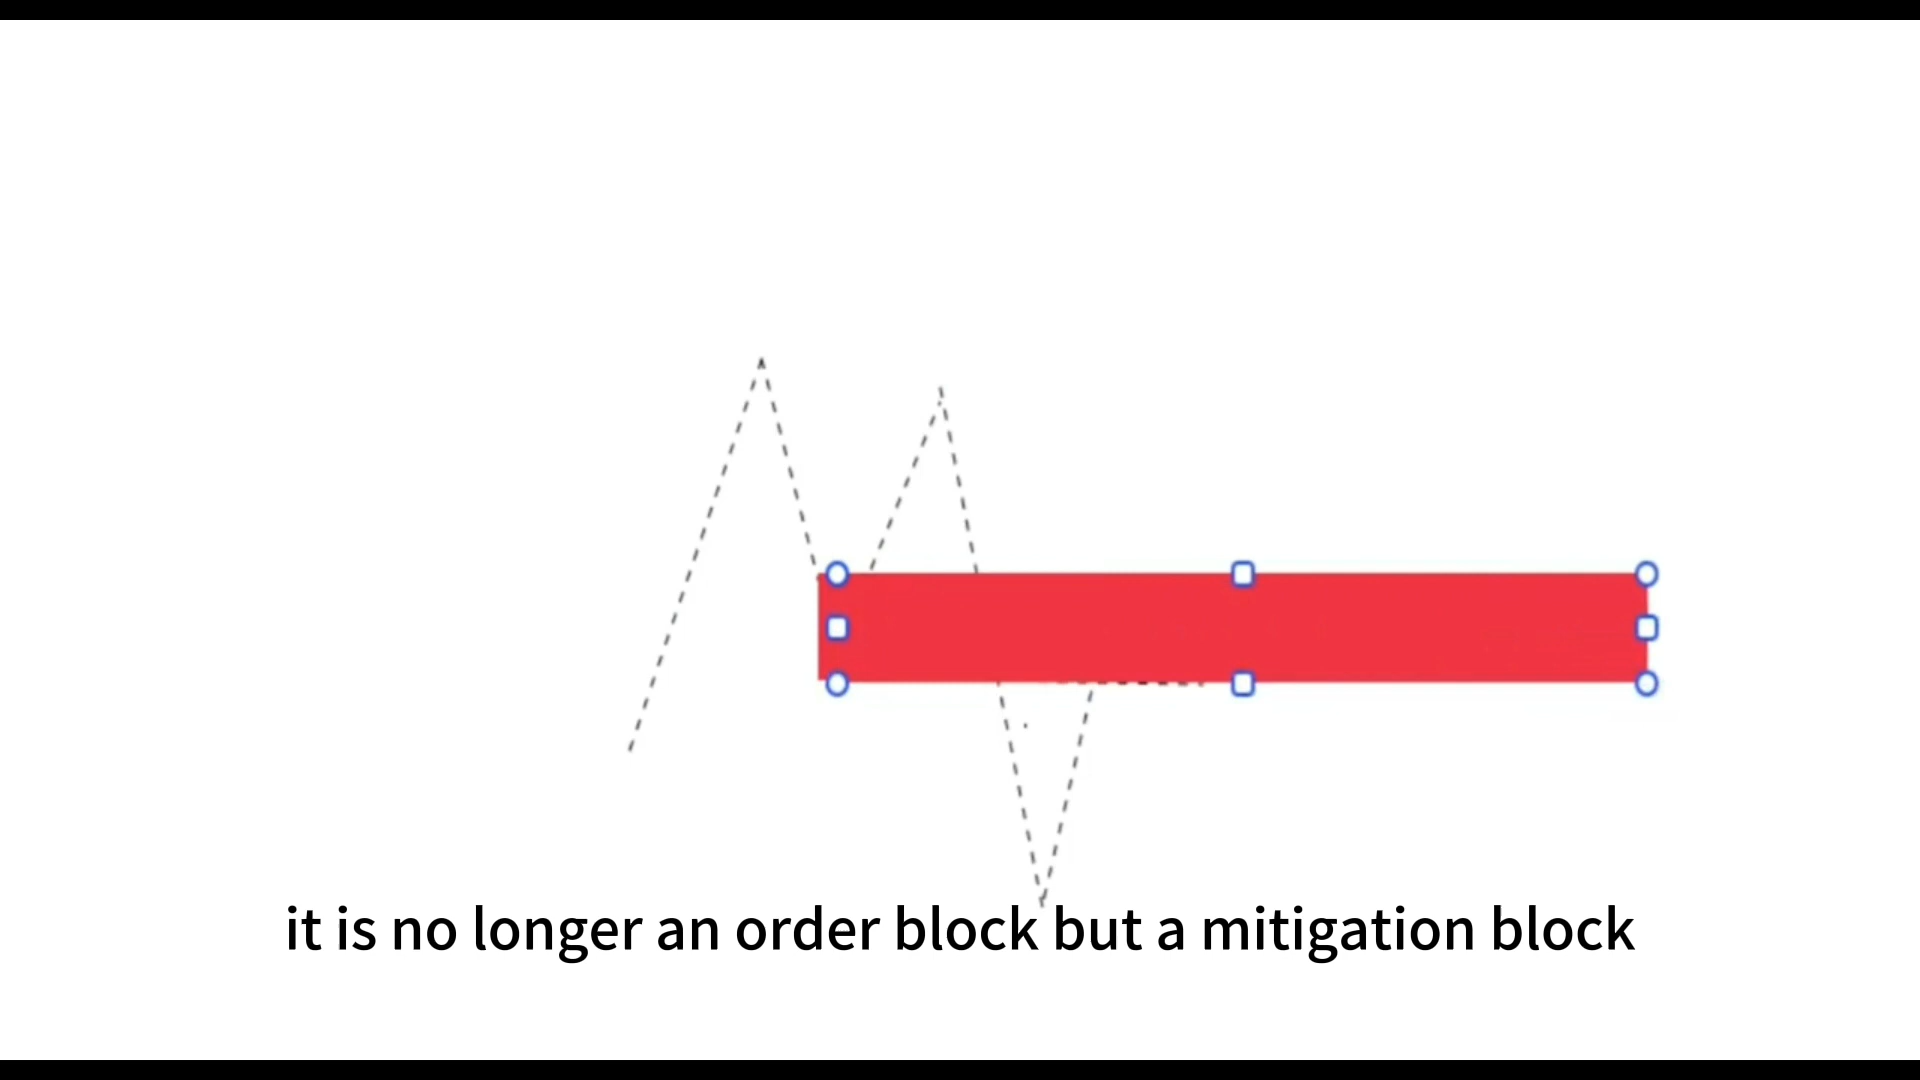 it is no longer an order block but a mitigation block